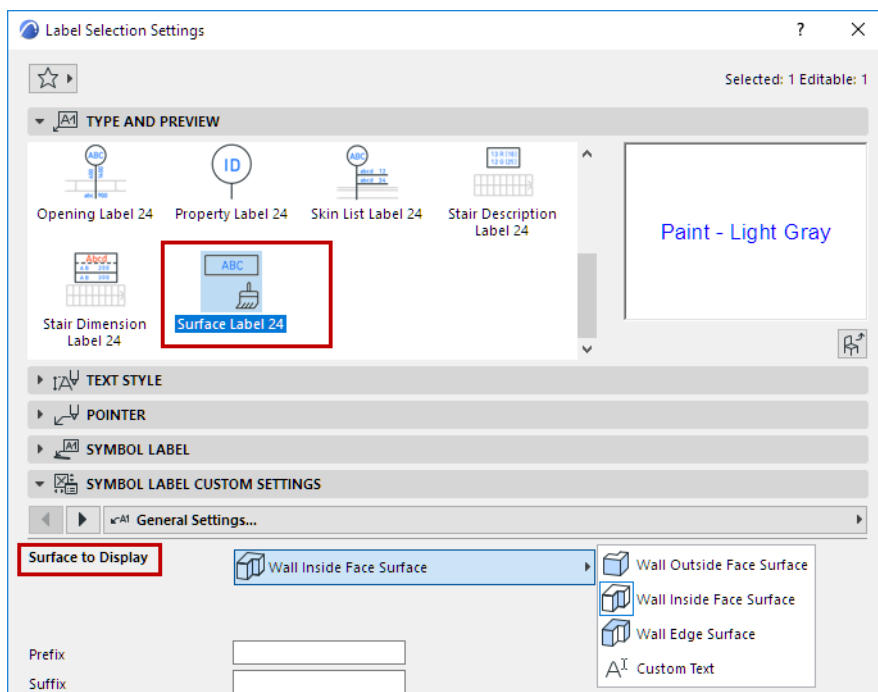 Label Selection Settings
?
Selected: 1 Editable: 1
TYPE AND PREVIEW
Opening Label 24
Property Label 24
Skin List Label 24
Stair Description
Label 24
Paint - Light Gray
ABC
ID
ABC
Stair Dimension
Label 24
ABC
Surface Label 24
TEXT STYLE
POINTER
SYMBOL LABEL
SYMBOL LABEL CUSTOM SETTINGS
General Settings...
Surface to Display
Wall Inside Face Surface
Wall Outside Face Surface
Wall Inside Face Surface
Wall Edge Surface
Custom Text
Prefix
Suffix